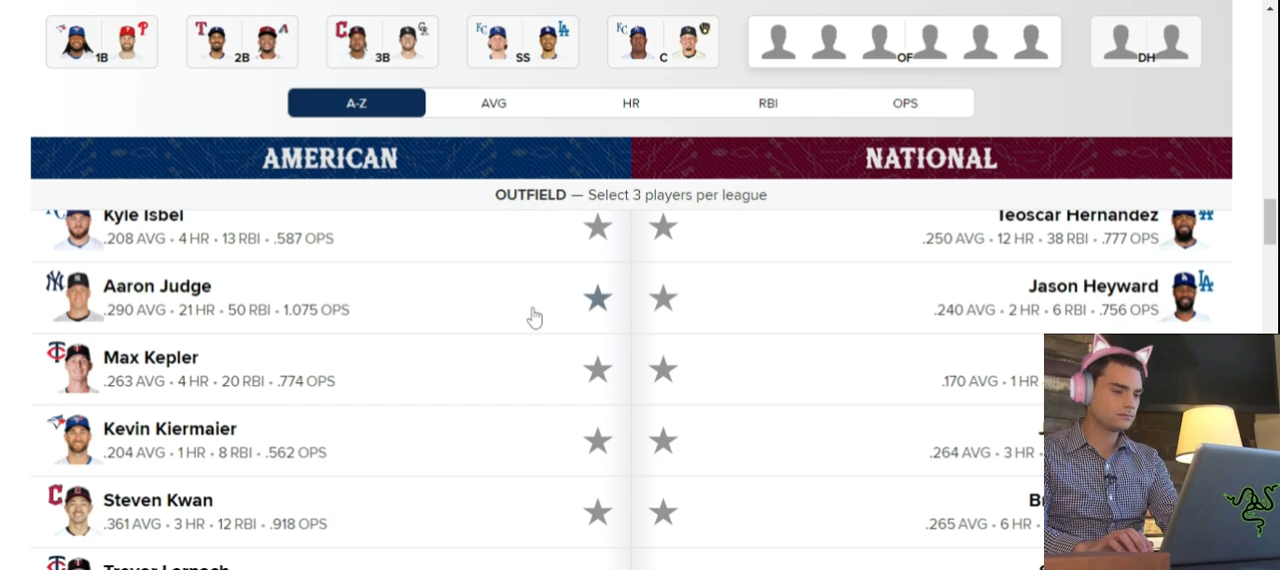 1B
2B
3B
SS
C
OF
DH
A-Z AVG HR RBI OPS
AMERICAN NATIONAL
OUTFIELD — Select 3 players per league
Kyle Isbel
.208 AVG • 4 HR • 13 RBI • .587 OPS
Teoscar Hernández
.250 AVG • 12 HR • 38 RBI • .777 OPS
Aaron Judge
.290 AVG • 21 HR • 50 RBI • 1.075 OPS
Jason Heyward
.240 AVG • 2 HR • 6 RBI • .756 OPS
Max Kepler
.263 AVG • 4 HR • 20 RBI • .774 OPS
.170 AVG • 1 HR
Kevin Kiermaier
.204 AVG • 1 HR • 8 RBI • .562 OPS
.264 AVG • 3 HR •
Steven Kwan
.361 AVG • 3 HR • 12 RBI • .918 OPS
.265 AVG • 6 HR •